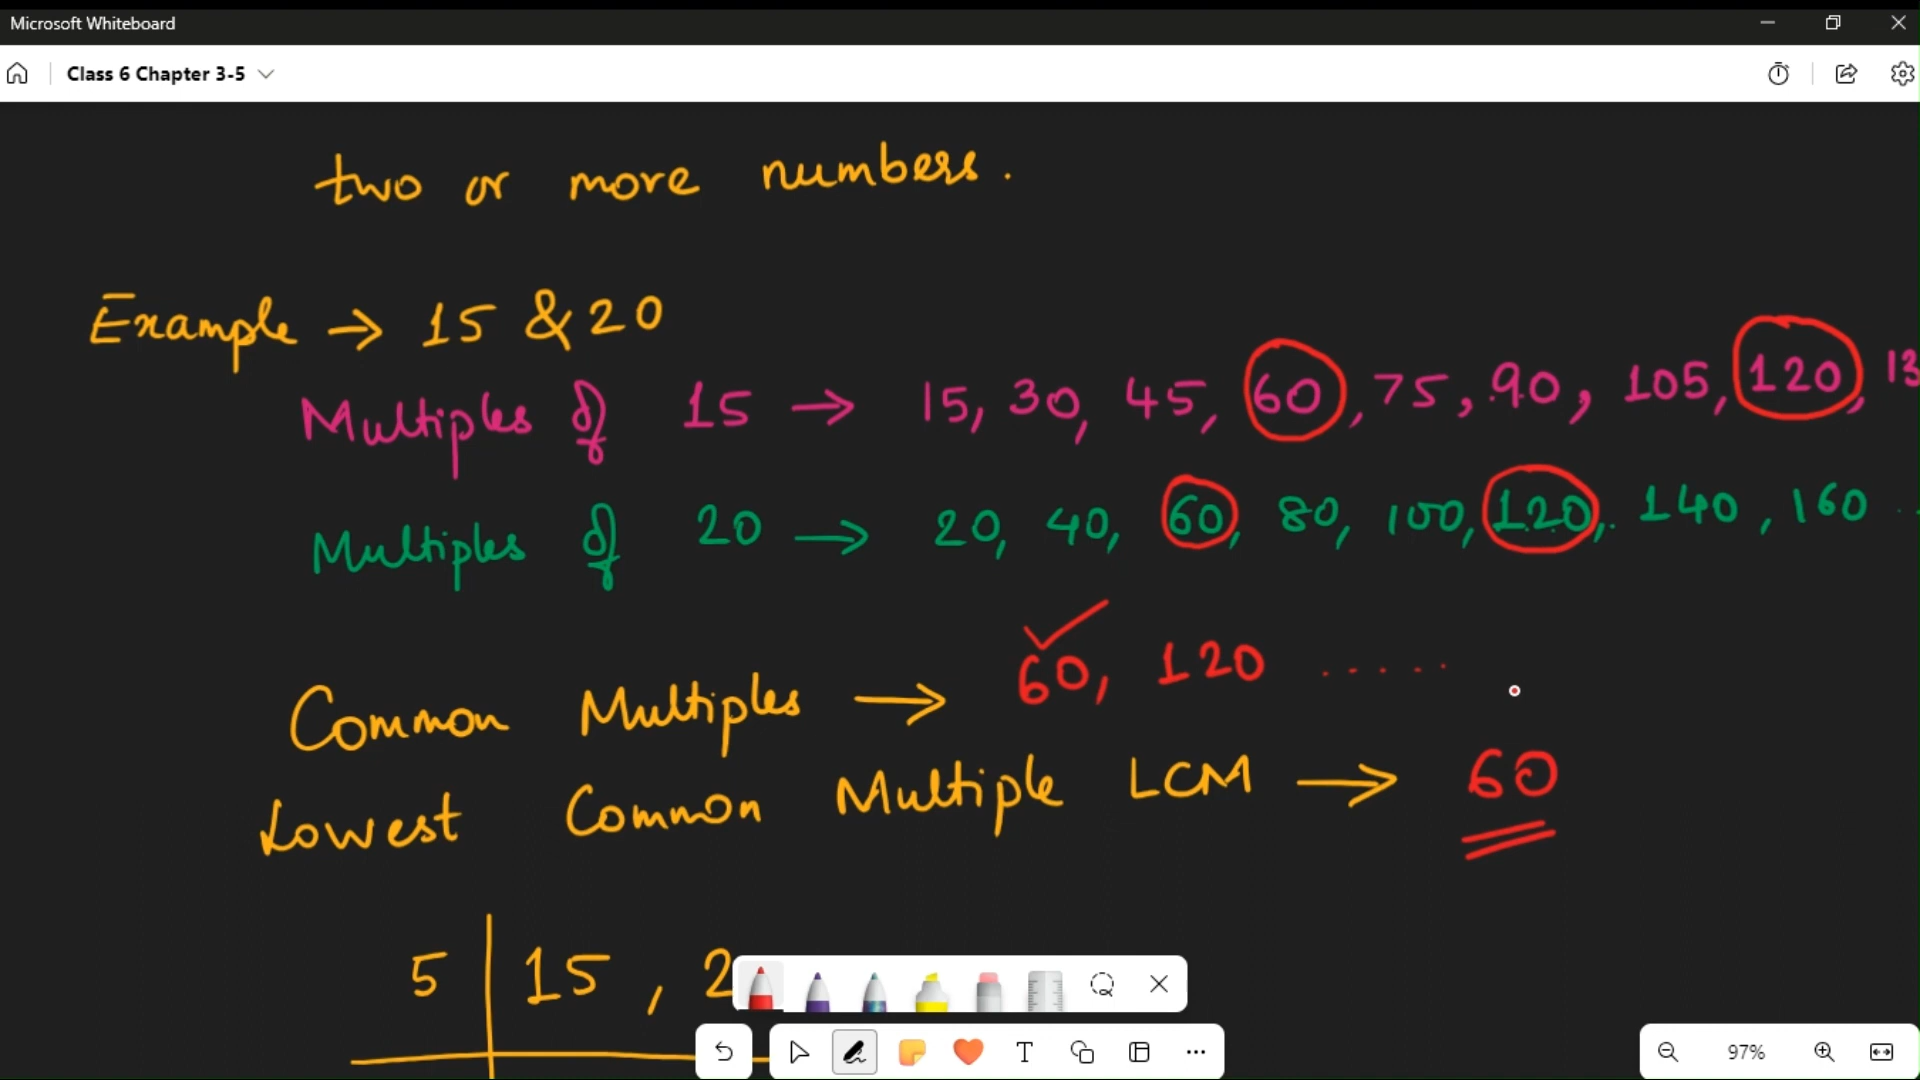 Microsoft Whiteboard
Class 6 Chapter 3-5
two or more numbers.
Example → 15 & 20
Multiples of 15 → 15, 30, 45, 60, 75, 90, 105, 120, 13
Multiples of 20 → 20, 40, 60, 80, 100, 120, 140, 160 ..
Common Multiples → 60, 120 ......
Lowest Common Multiple LCM → 60
5 | 15, 2
97%